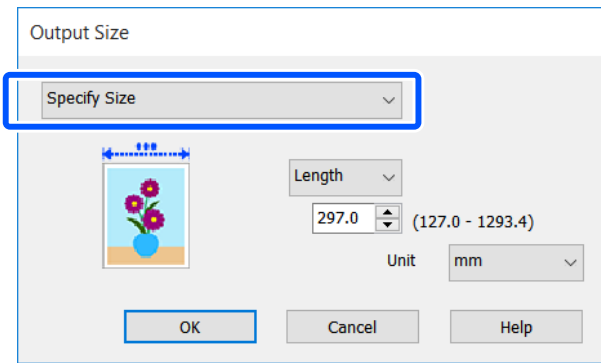 Output Size
Specify Size
Length
297.0 (127.0 - 1293.4)
Unit mm
OK Cancel Help